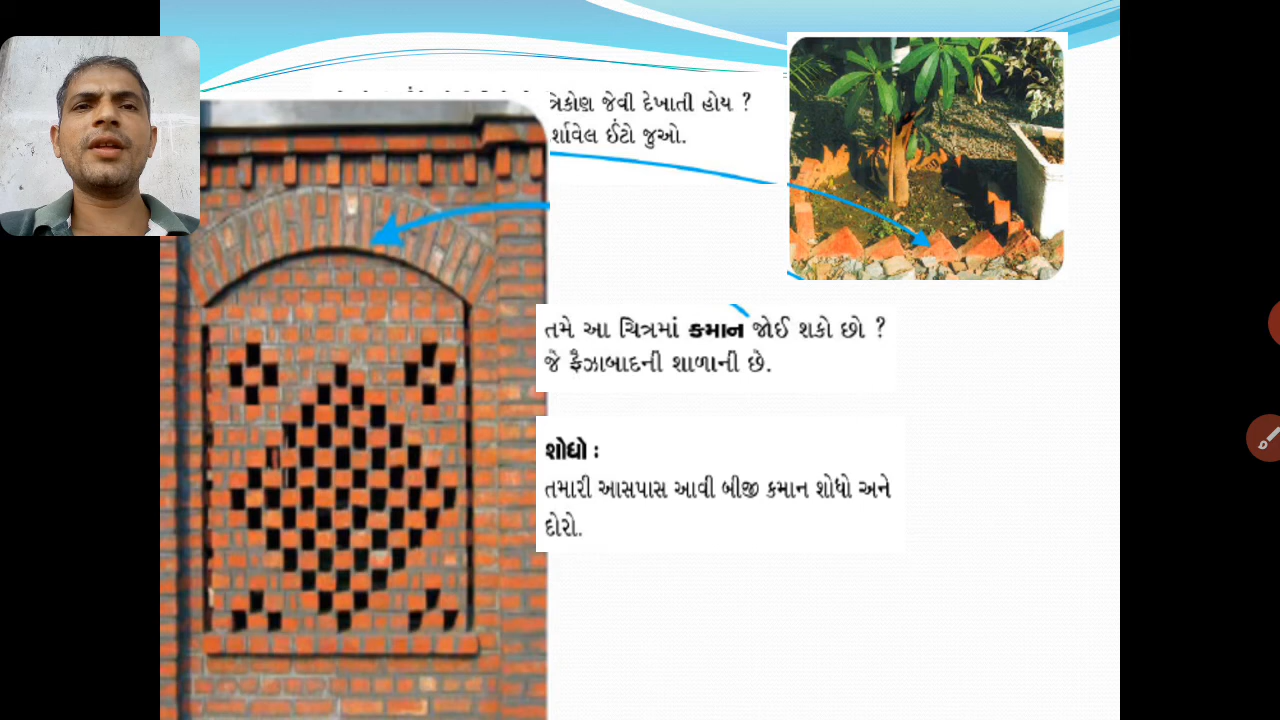 ત્રિકોણ જેવી દેખાતી હોય ?
ર્શાવેલ ઈંટો જુઓ.
તમે આ ચિત્રમાં કમાન જોઈ શકો છો ?
જે ફૈઝાબાદની શાળાની છે.
શોધો :
તમારી આસપાસ આવી બીજી કમાન શોધો અને
દોરો.